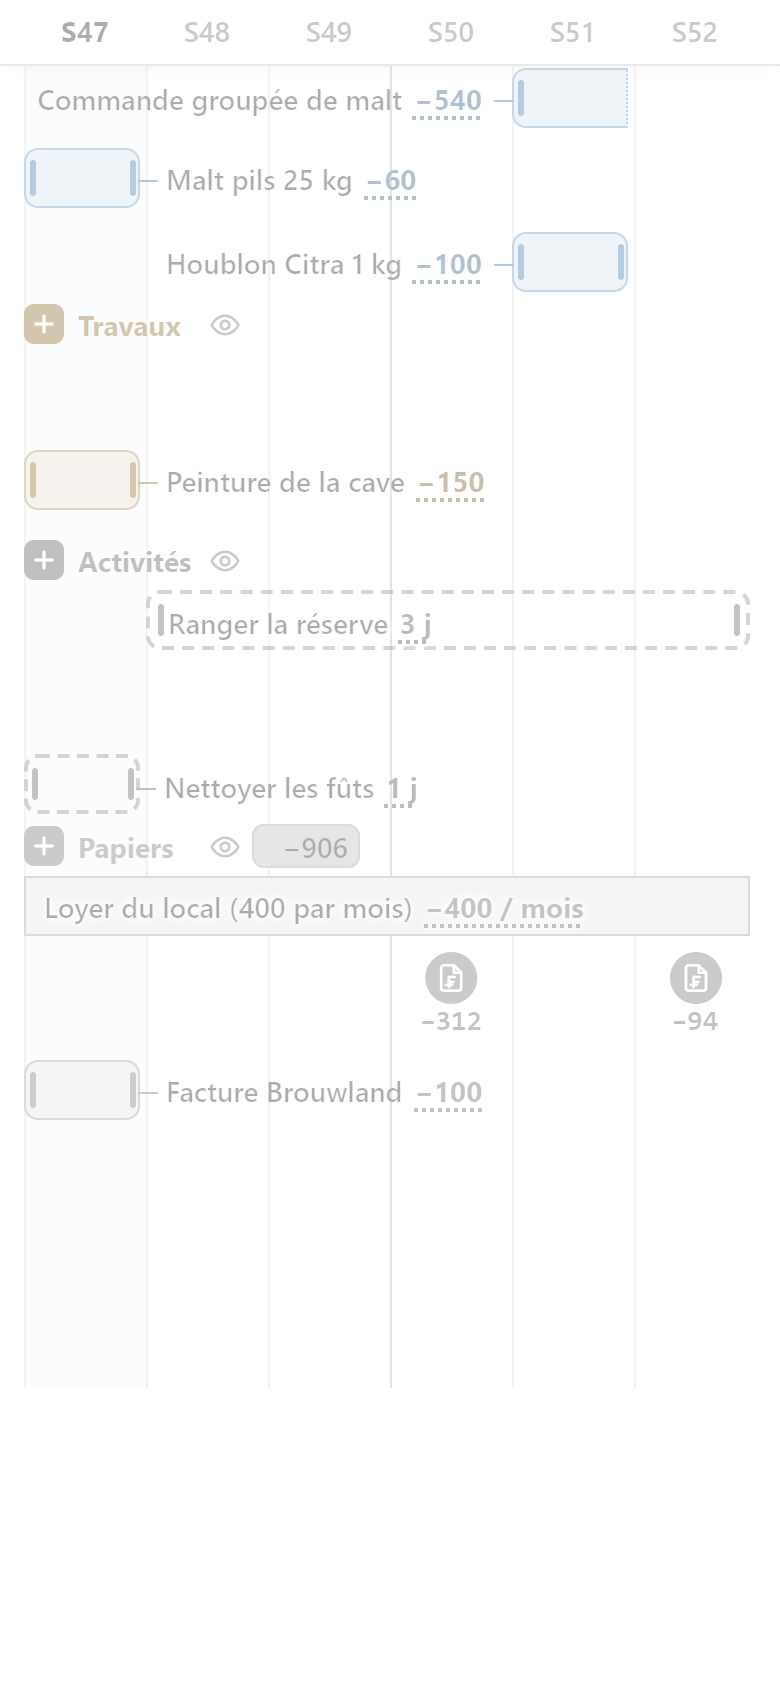 S47 S48 S49 S50 S51 S52
Commande groupée de malt −540
Malt pils 25 kg −60
Houblon Citra 1 kg −100
Travaux
Peinture de la cave −150
Activités
Ranger la réserve 3 j
Nettoyer les fûts 1 j
Papiers −906
Loyer du local (400 par mois) −400 / mois
−312 −94
Facture Brouwland −100